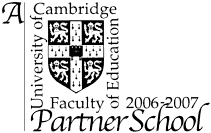 A
University of
Cambridge
Faculty
of Education
2006-2007
Partner School